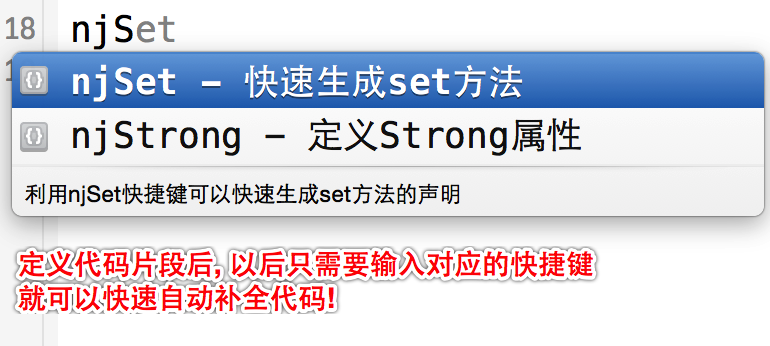 18 njSet
1
njSet - 快速生成set方法
njStrong - 定义Strong属性
利用njSet快捷键可以快速生成set方法的声明
定义代码片段后, 以后只需要输入对应的快捷键
就可以快速自动补全代码!